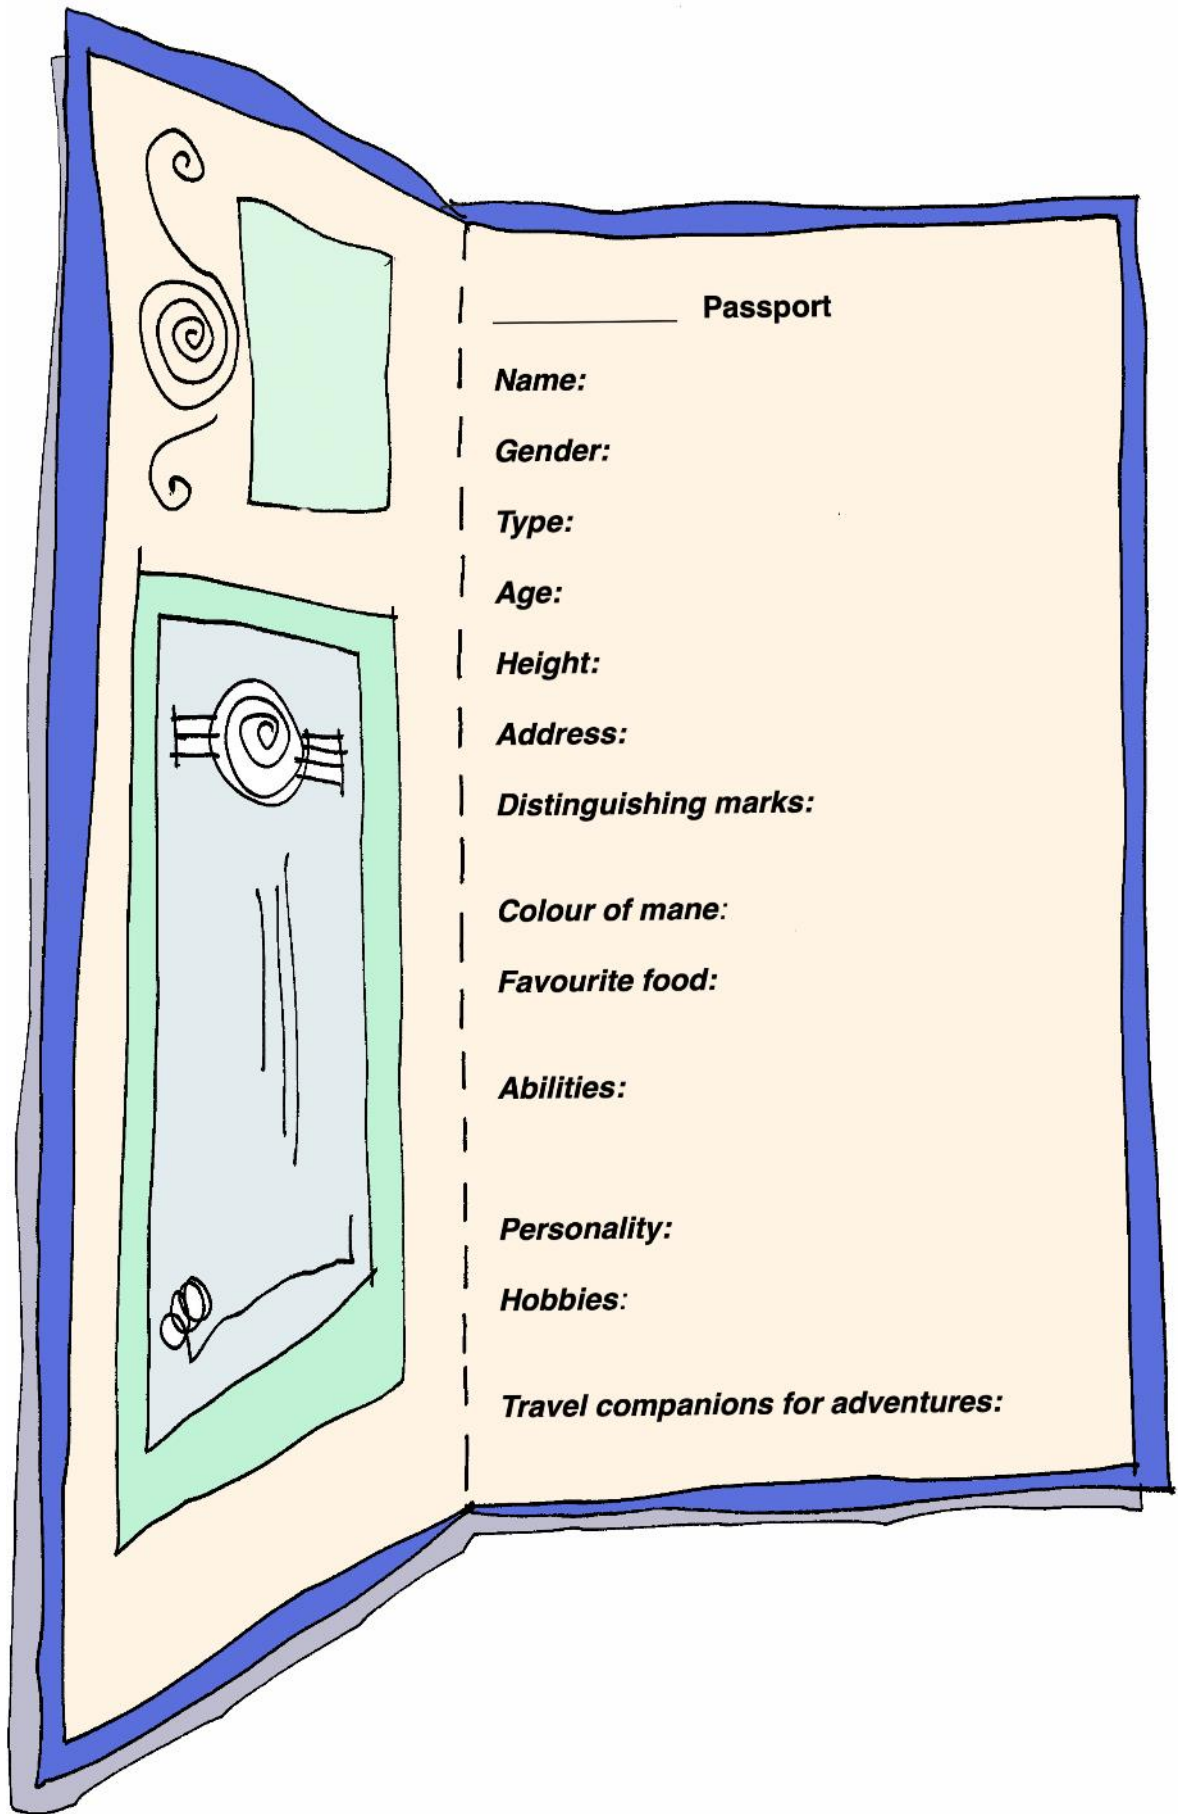 Passport
Name:
Gender:
Type:
Age:
Height:
Address:
Distinguishing marks:
Colour of mane:
Favourite food:
Abilities:
Personality:
Hobbies:
Travel companions for adventures: